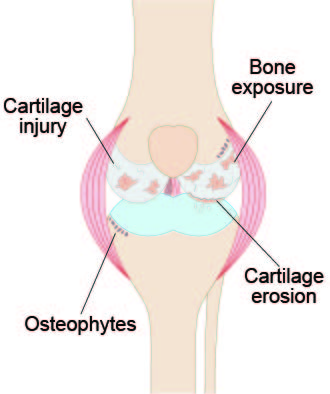 Bone
exposure
Cartilage
injury
Cartilage
erosion
Osteophytes